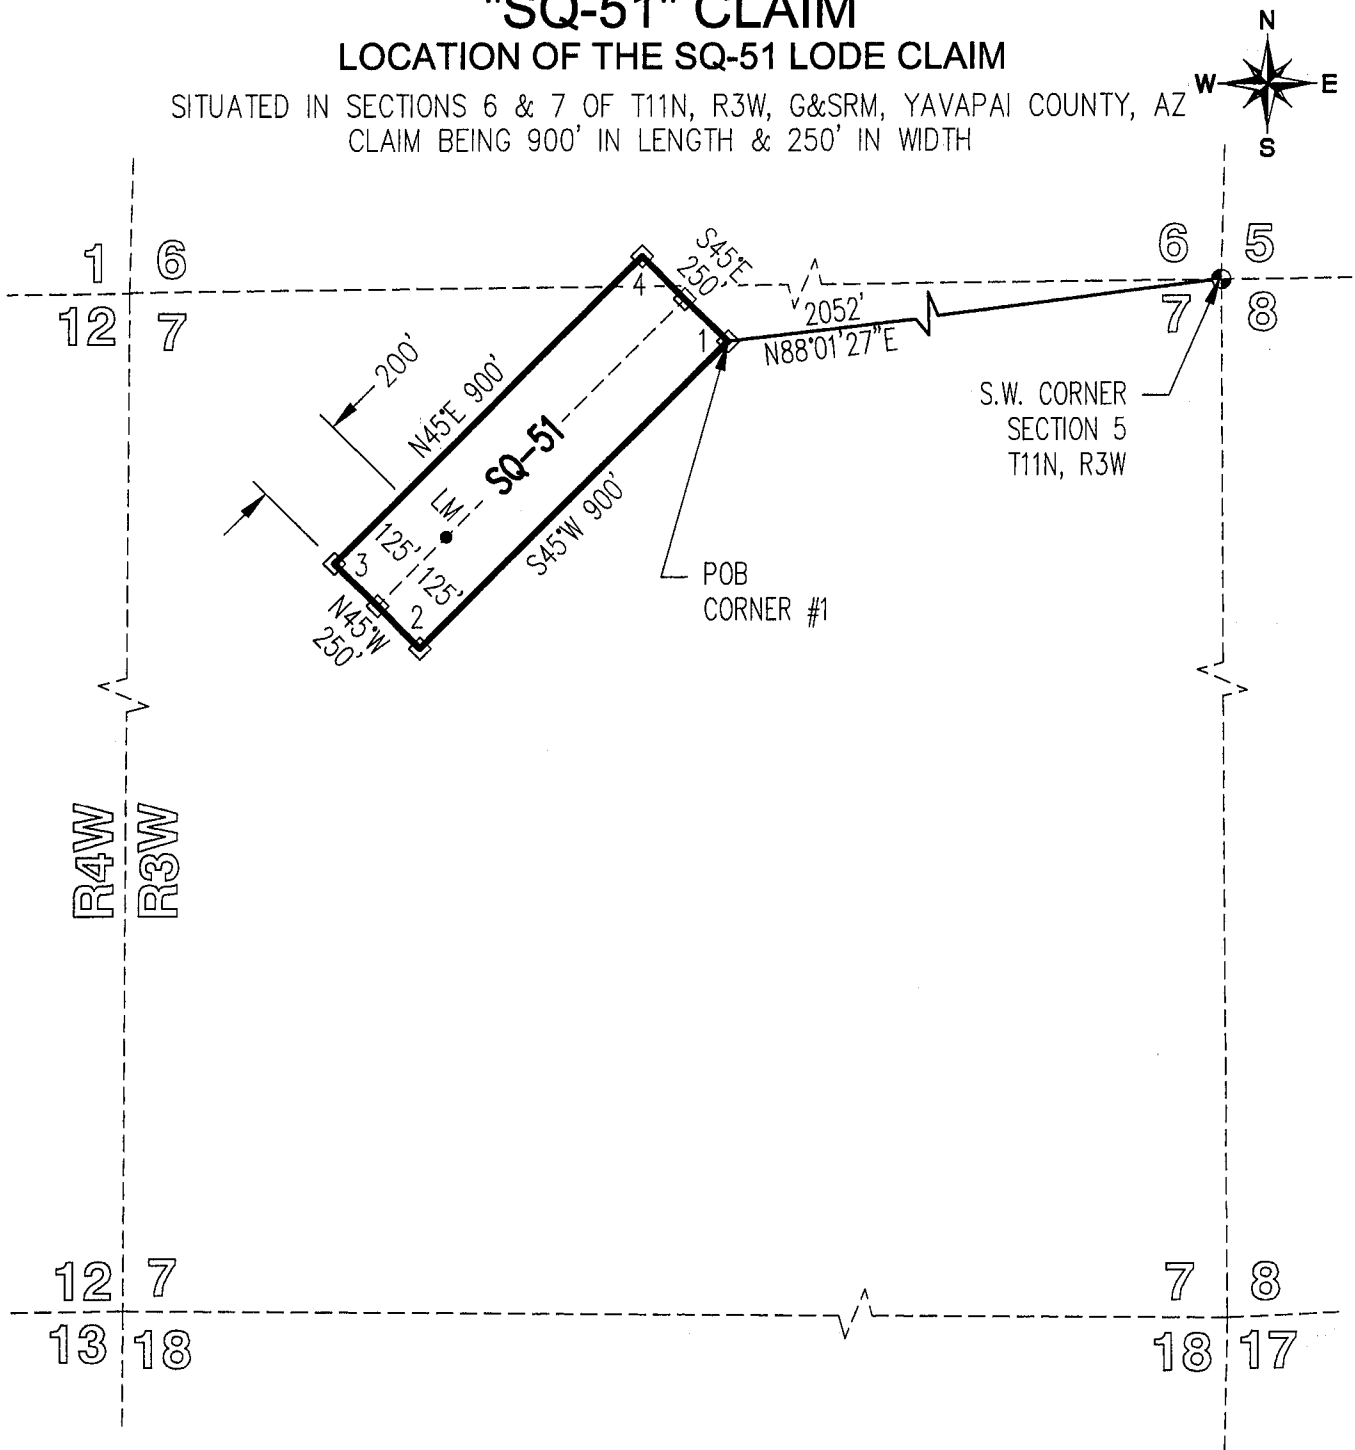 "SQ-51" CLAIM
LOCATION OF THE SQ-51 LODE CLAIM
SITUATED IN SECTIONS 6 & 7 OF T11N, R3W, G&SRM, YAVAPAI COUNTY, AZ
CLAIM BEING 900' IN LENGTH & 250' IN WIDTH
N
W E
S
1 6
12 7
6 5
7 8
S45°E
250'
4
1
2052'
N88°01'27"E
S.W. CORNER
SECTION 5
T11N, R3W
200'
N45°E 900'
SQ-51
LM
S45°W 900'
125'
125'
3
2
N45°W
250'
POB
CORNER #1
R4W
R3W
12 7
13 18
7 8
18 17